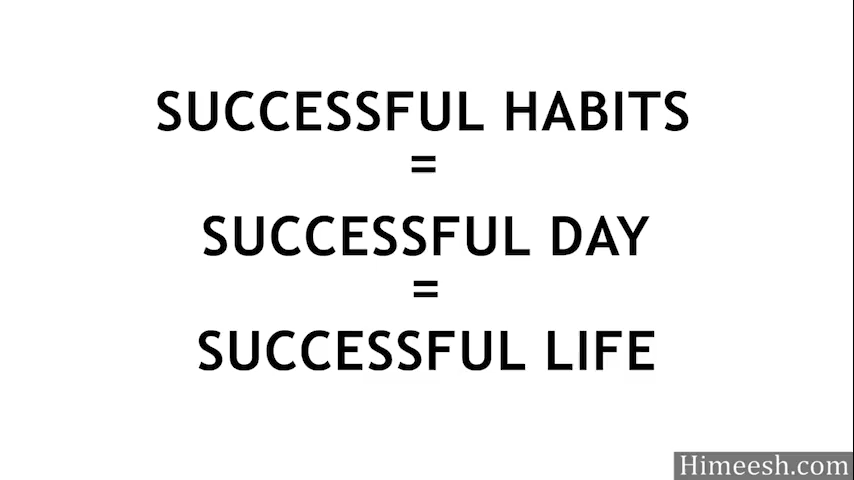 SUCCESSFUL HABITS
=
SUCCESSFUL DAY
=
SUCCESSFUL LIFE
Himeesh.com